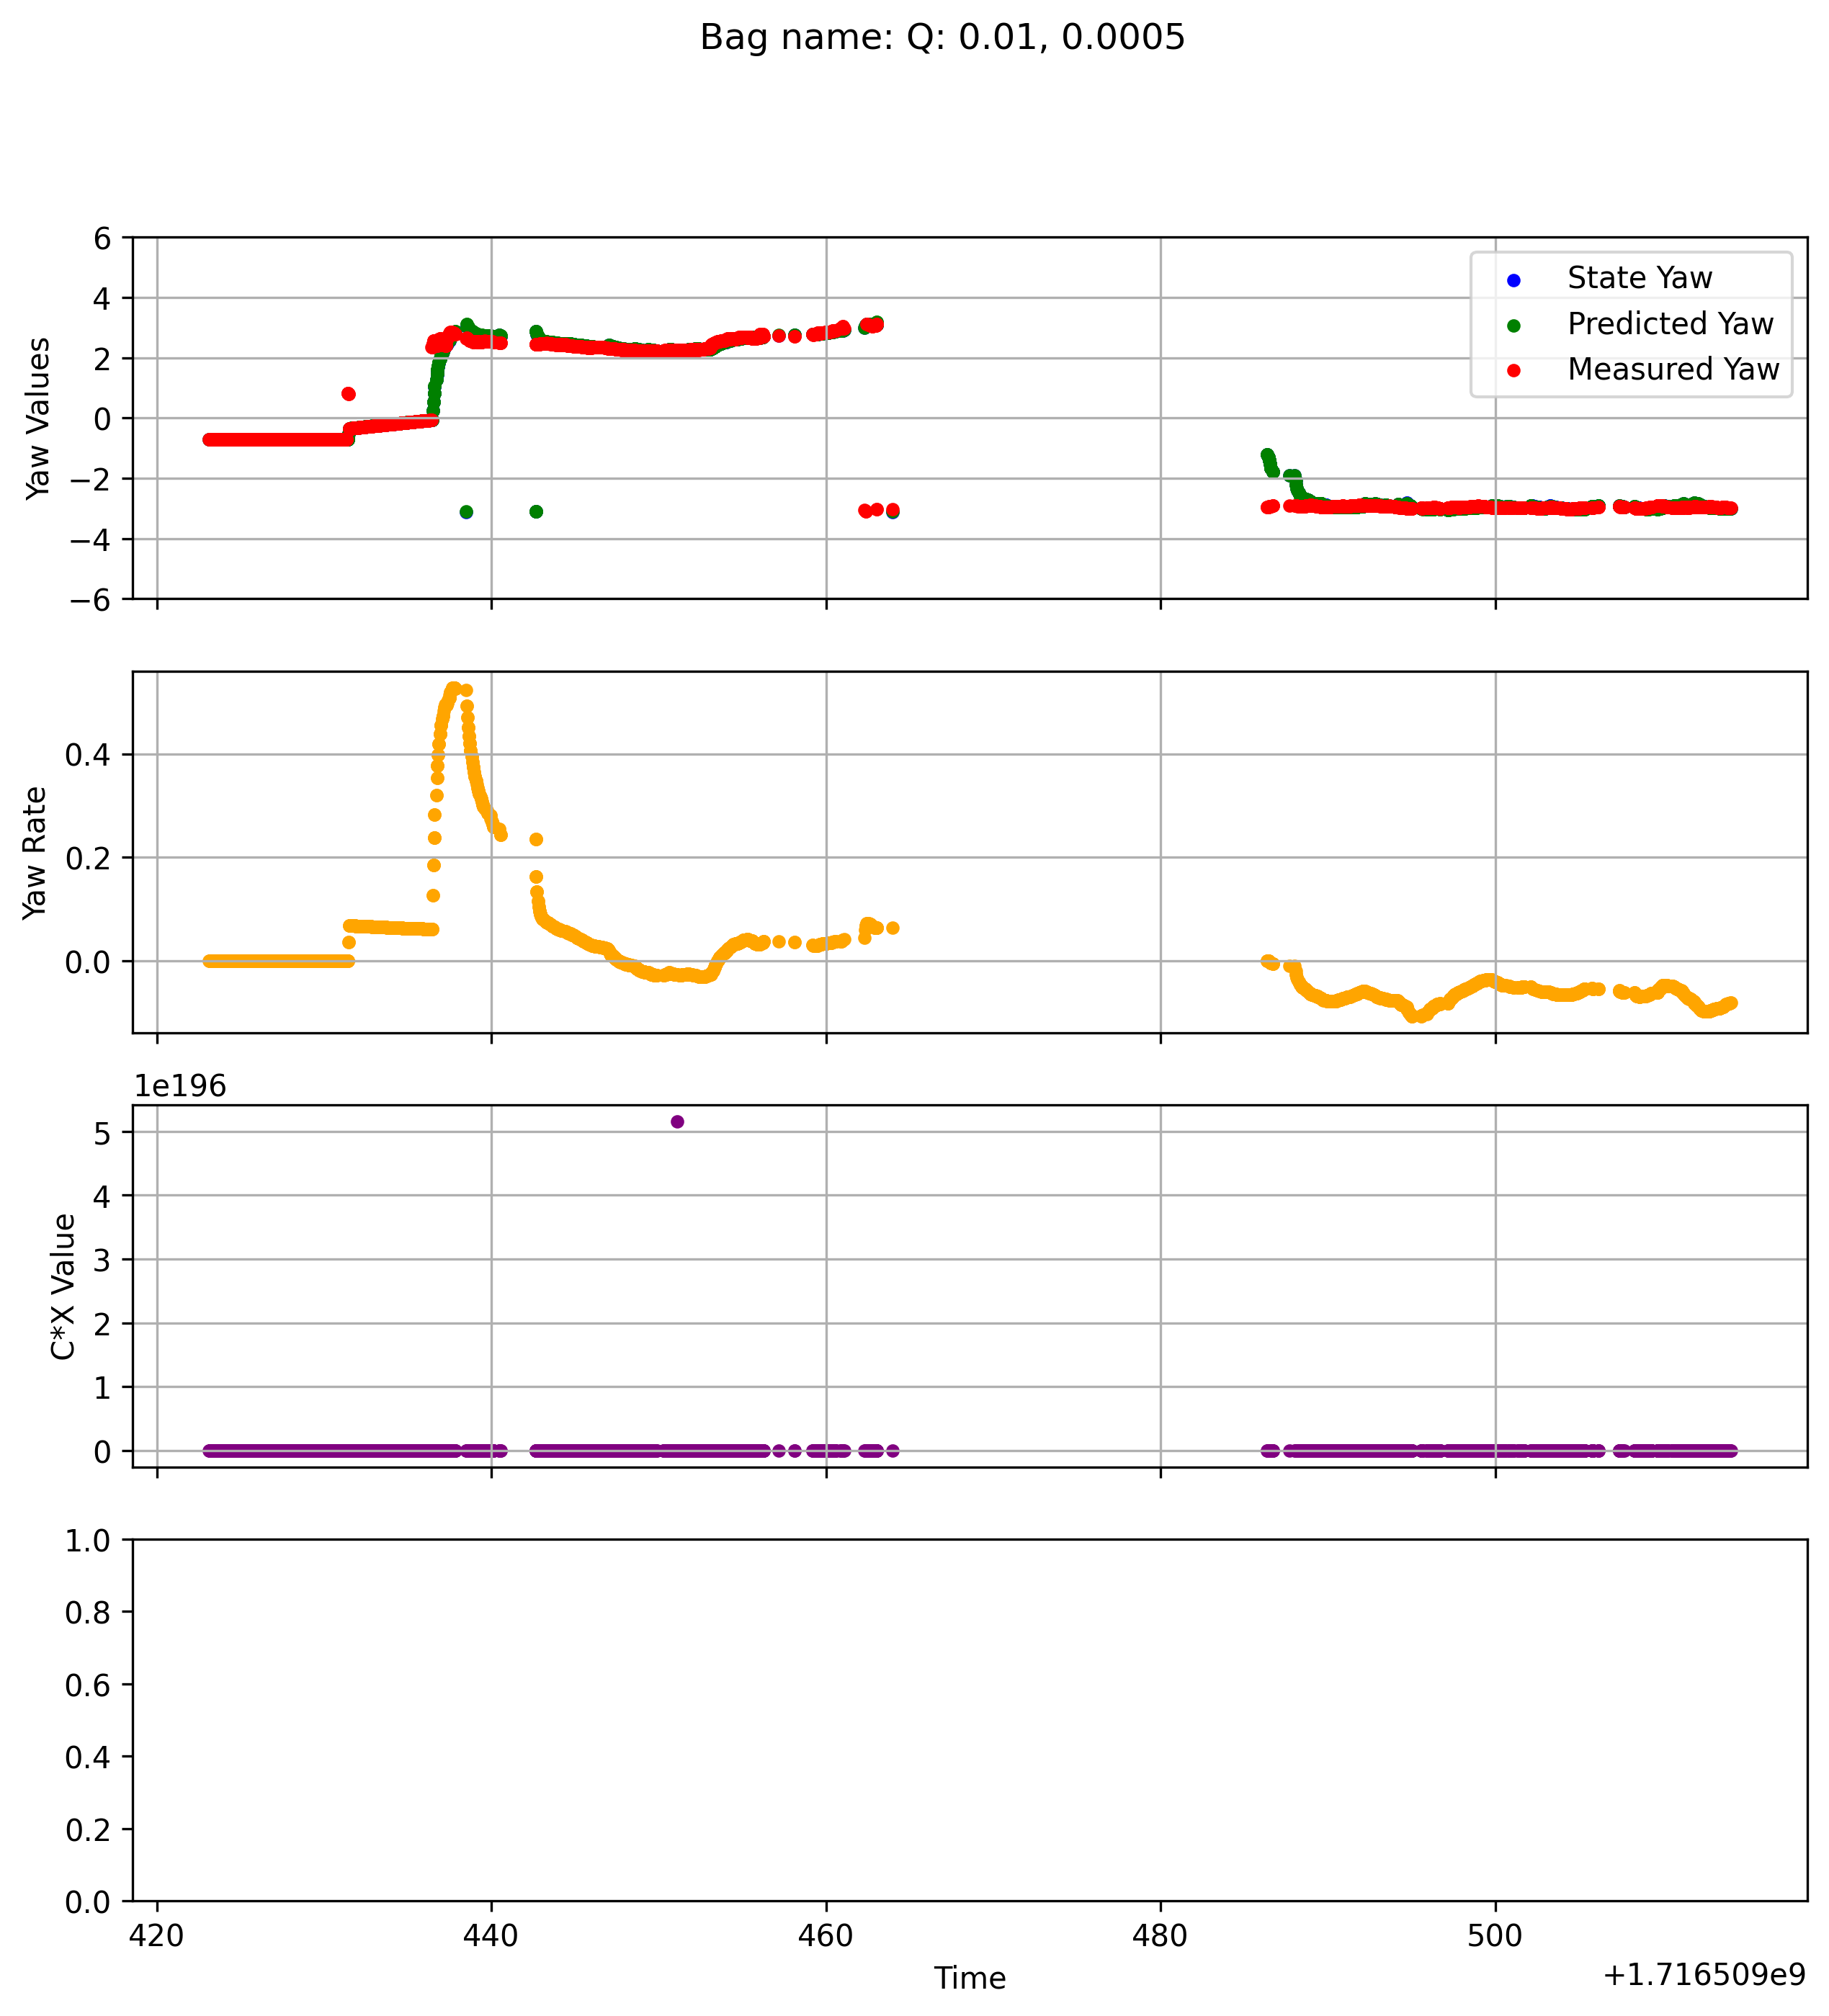 Bag name: Q: 0.01, 0.0005
6
4
2
0
−2
−4
−6
Yaw Values
State Yaw
Predicted Yaw
Measured Yaw
0.4
0.2
0.0
Yaw Rate
1e196
5
4
3
2
1
0
C*X Value
1.0
0.8
0.6
0.4
0.2
0.0
420 440 460 480 500
Time
+1.716509e9